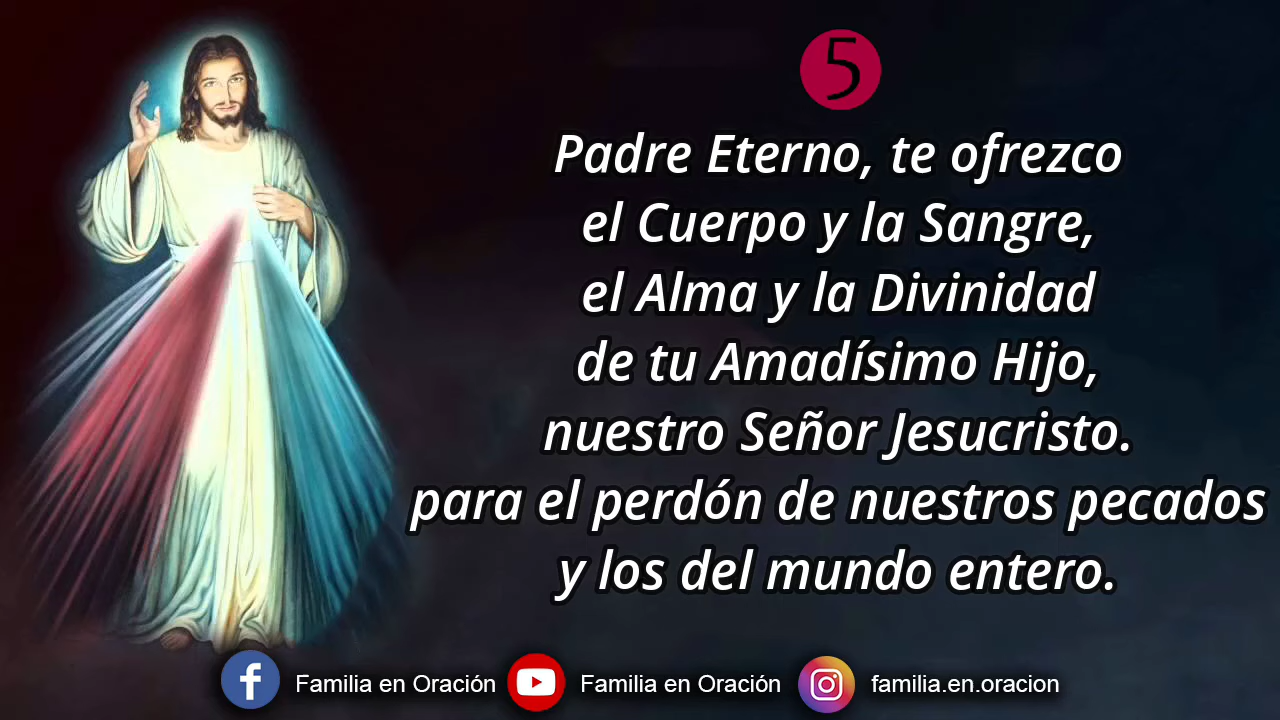 5
Padre Eterno, te ofrezco
el Cuerpo y la Sangre,
el Alma y la Divinidad
de tu Amadísimo Hijo,
nuestro Señor Jesucristo.
para el perdón de nuestros pecados
y los del mundo entero.
Familia en Oración Familia en Oración familia.en.oracion